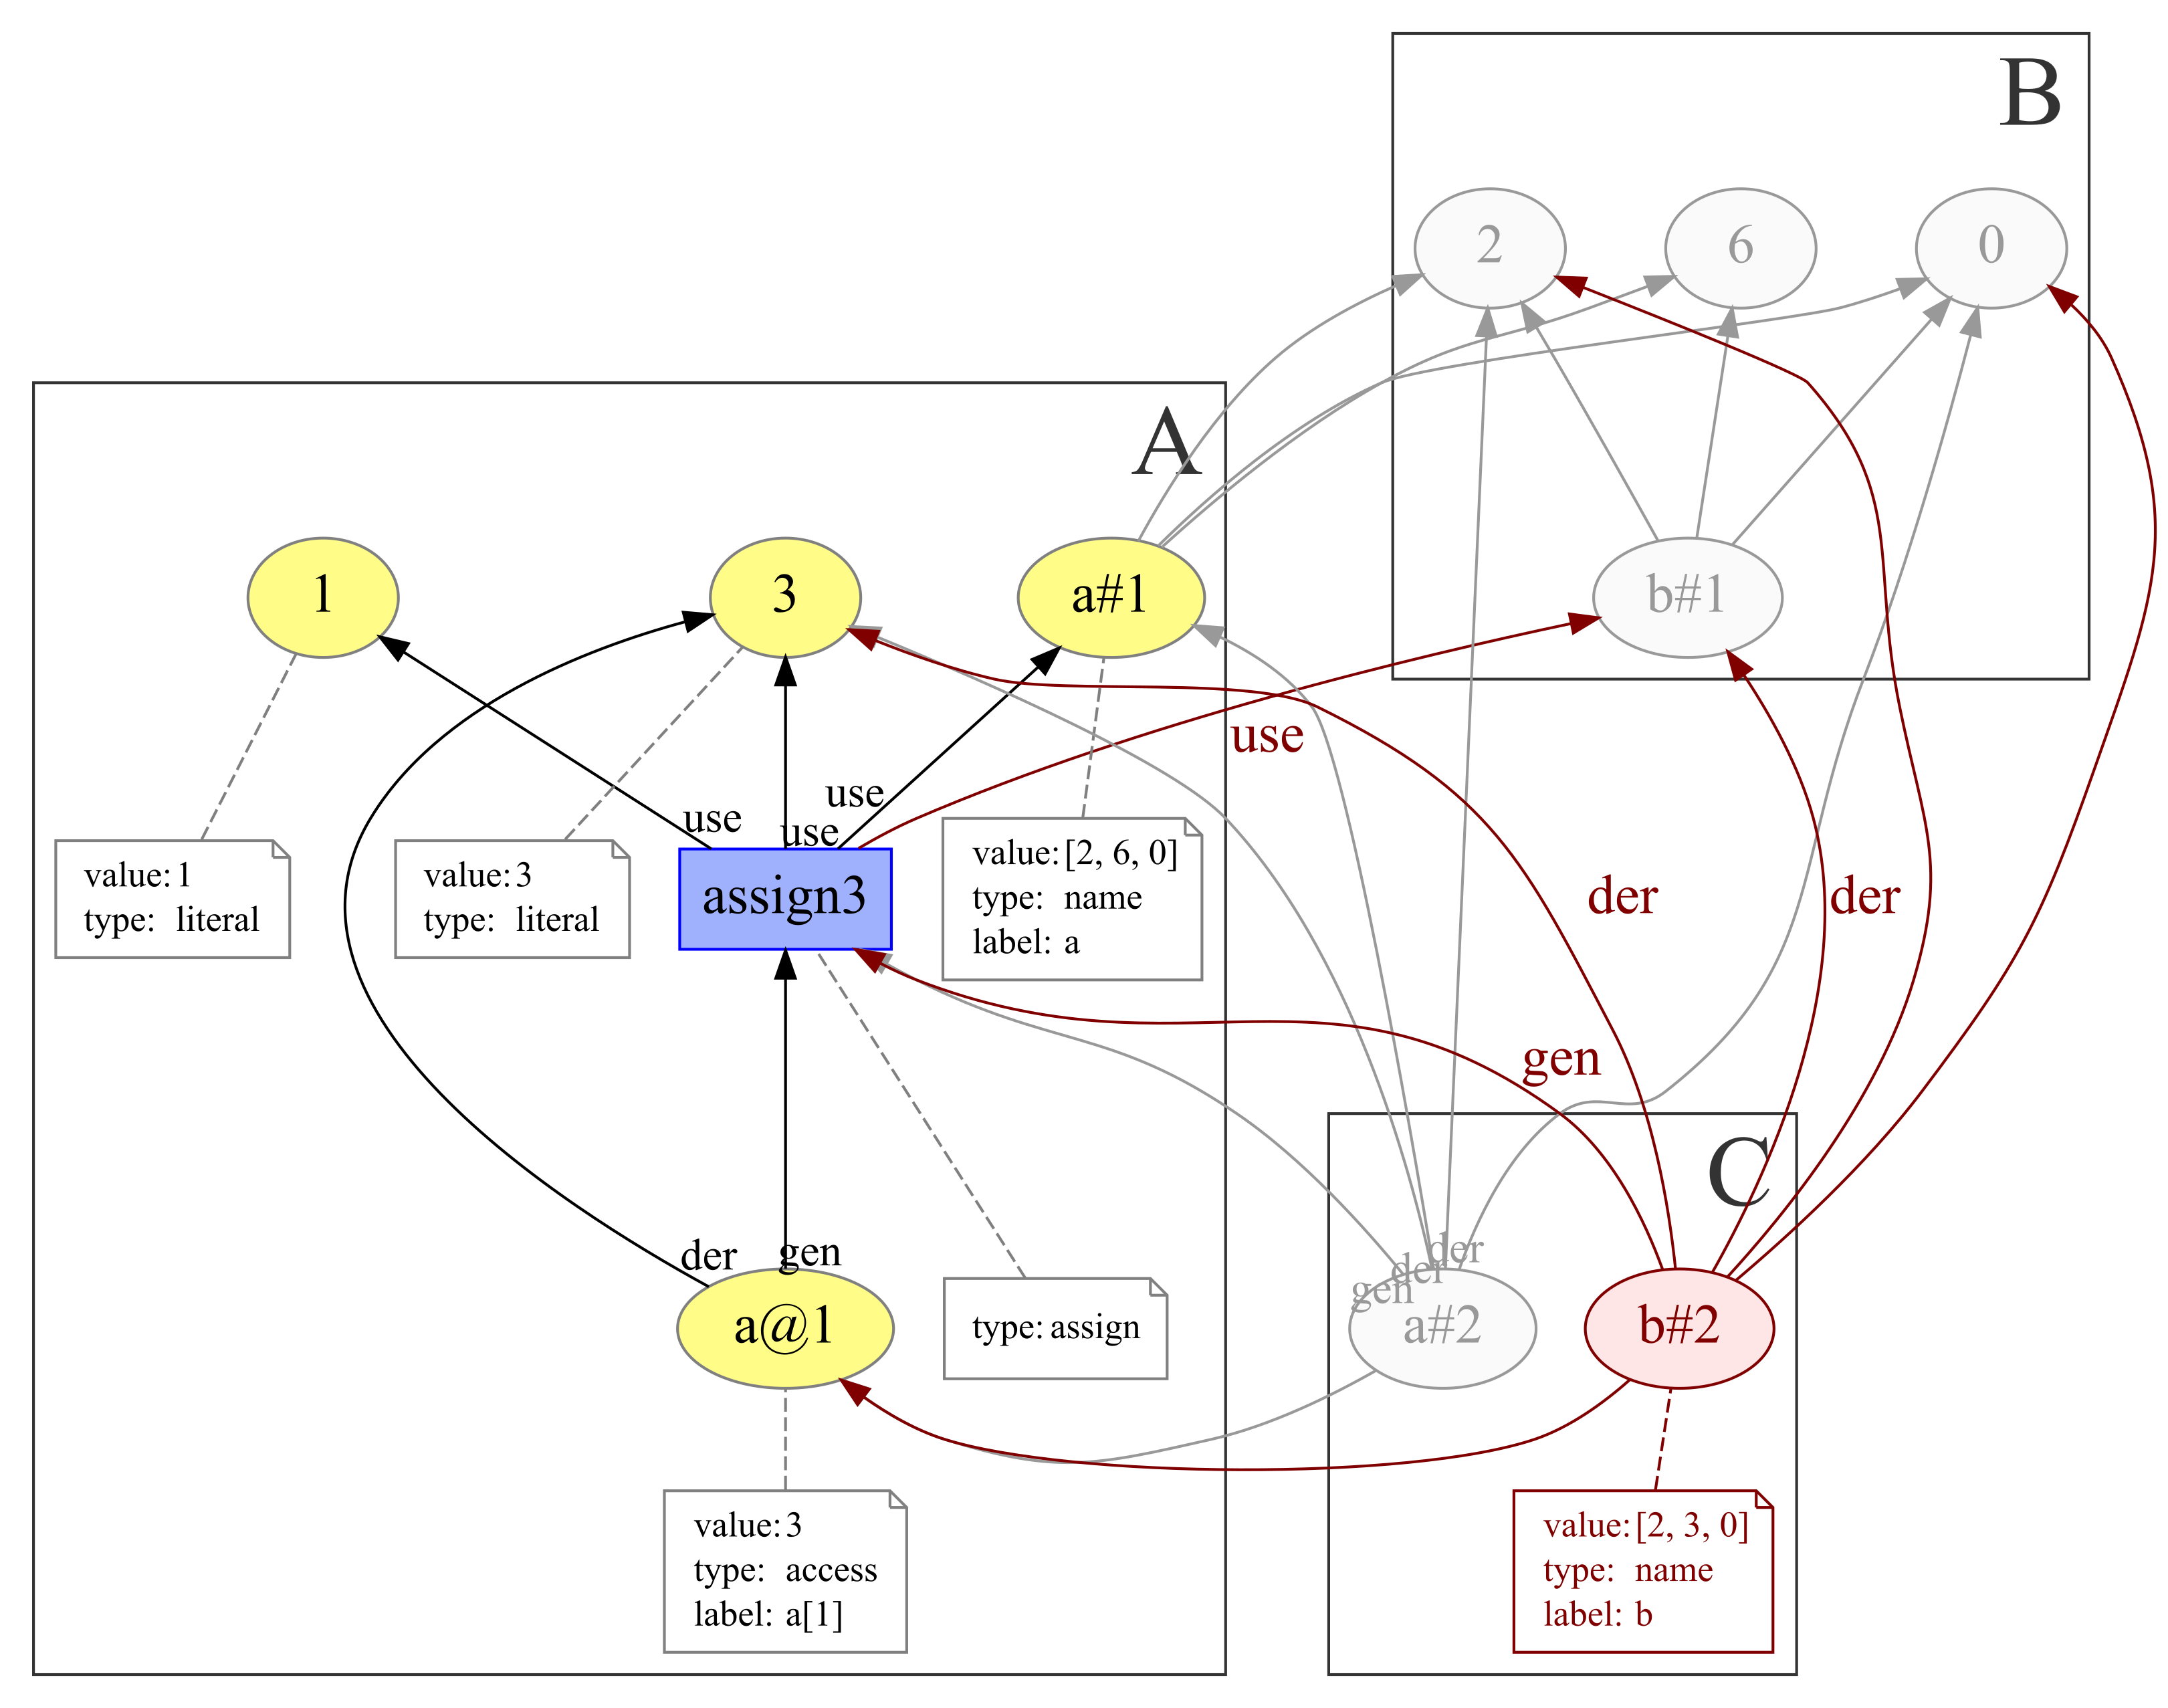 B
2
6
0
A
1
3
a#1
b#1
use
use
use
use
value: 1
type: literal
value: 3
type: literal
assign3
value: [2, 6, 0]
type: name
label: a
der
der
gen
C
der
gen
der
der
gen
a@1
type: assign
a#2
b#2
value: 3
type: access
label: a[1]
value: [2, 3, 0]
type: name
label: b